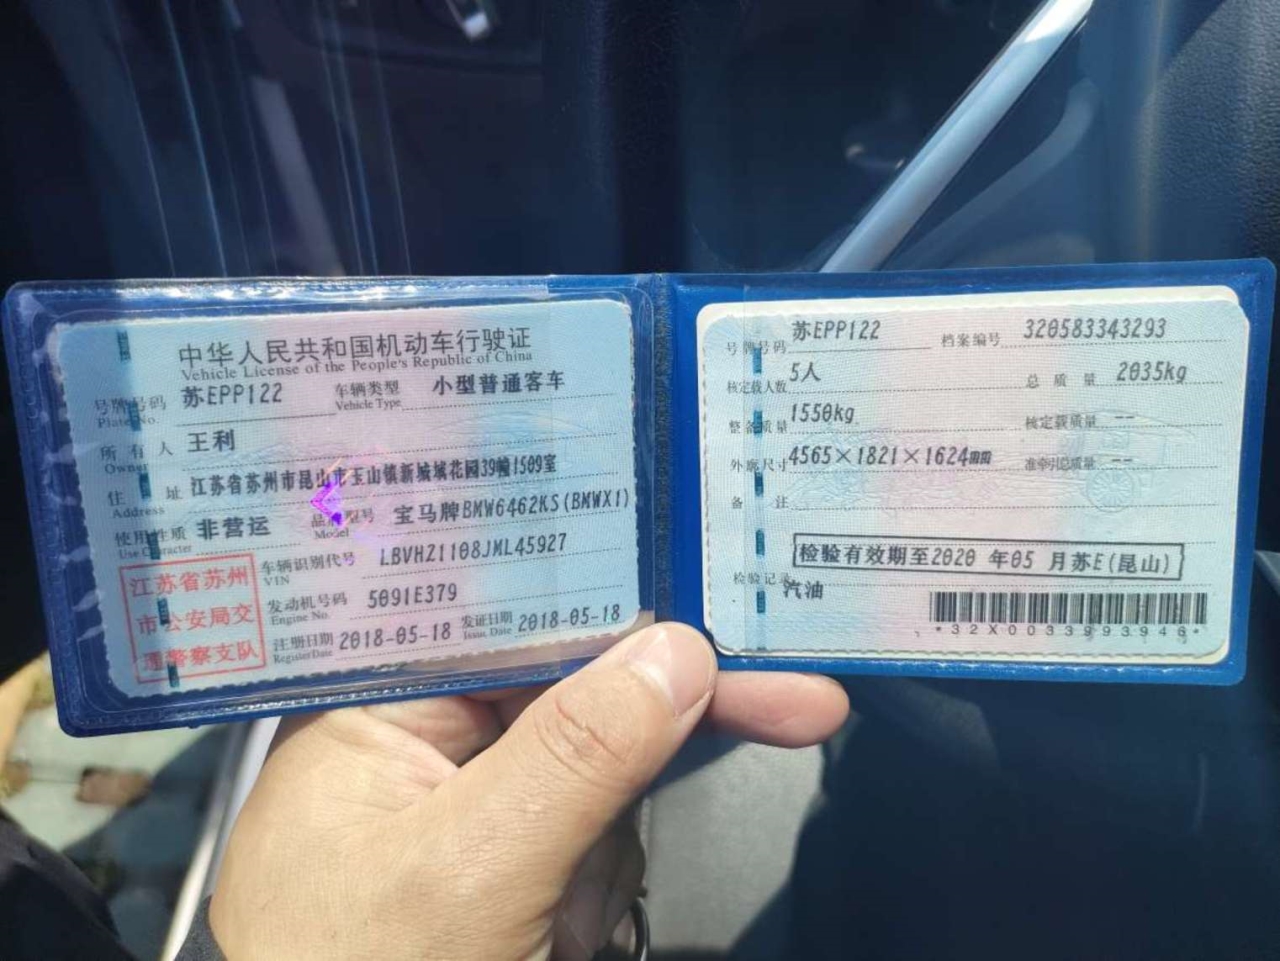 中华人民共和国机动车行驶证
Vehicle License of the People's Republic of China
号牌号码 苏EPP122 车辆类型 小型普通客车
Plate No. Vehicle Type
所有人 王利
Owner
住址 江苏省苏州市昆山市玉山镇新城域花园39幢1509室
Address
使用性质 非营运 品牌型号 宝马牌BMW6462KS(BMWX1)
Use Character Model
江苏省苏州
市公安局交
通警察支队
车辆识别代号 LBVHZ1108JML45927
VIN
发动机号码 5091E379
Engine No.
注册日期 2018-05-18 发证日期 2018-05-18
Register Date Issue Date
号牌号码 苏EPP122 档案编号 320583343293
核定载人数 5人 总质量 2035kg
整备质量 1550kg 核定载质量 --
外廓尺寸 4565×1821×1624mm 准牵引总质量 --
备注
检验有效期至2020年05月苏E(昆山)
检验记录
汽油
*32X0033993946*